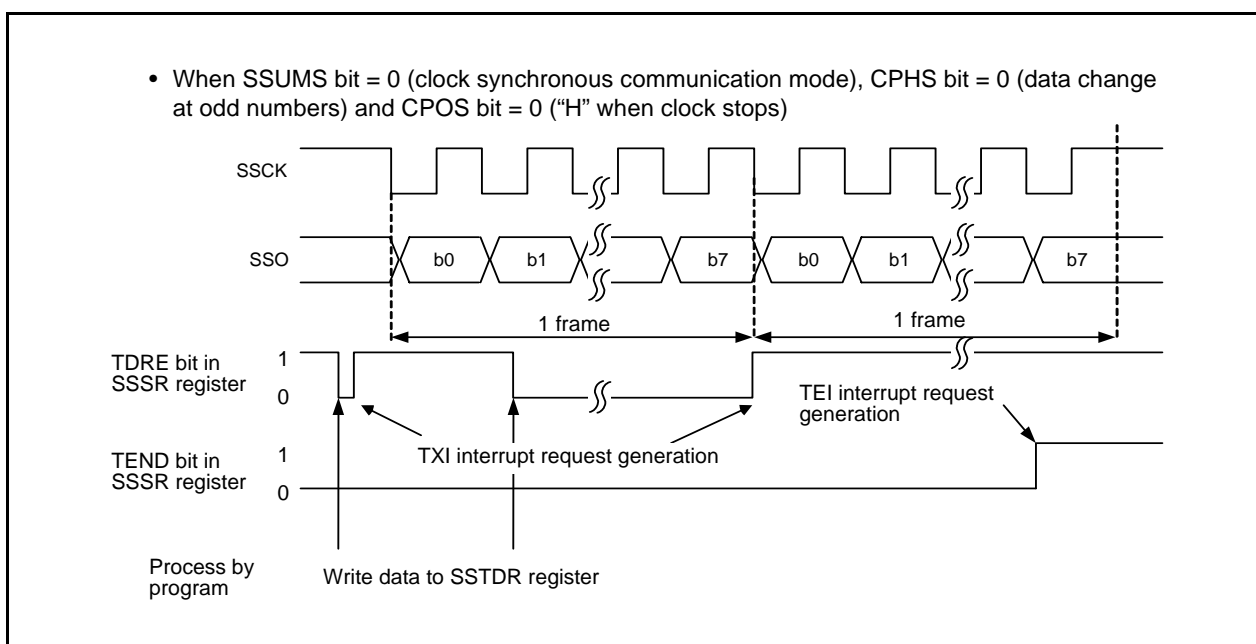 • When SSUMS bit = 0 (clock synchronous communication mode), CPHS bit = 0 (data change
at odd numbers) and CPOS bit = 0 (“H” when clock stops)
SSCK
SSO
b0
b1
b7
b0
b1
b7
1 frame
1 frame
TDRE bit in
SSSR register
1
0
TEI interrupt request
generation
TXI interrupt request generation
TEND bit in
SSSR register
1
0
Process by
program
Write data to SSTDR register